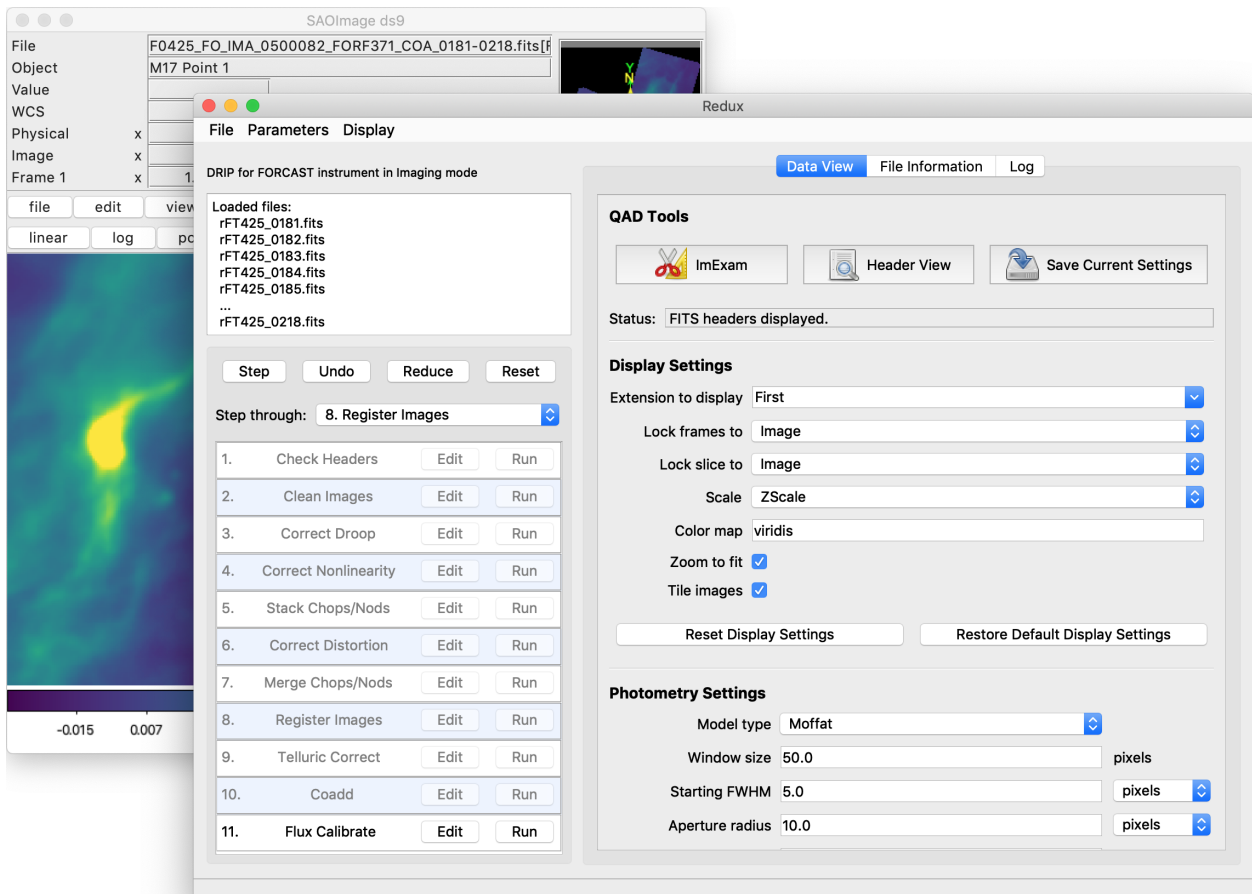 SAOImage ds9
File F0425_FO_IMA_0500082_FORF371_COA_0181-0218.fits[F
Object M17 Point 1
Value
WCS
Physical x
Image x
Frame 1 x 1.
file edit view
linear log po
Y
N
-0.015 0.007
Redux
File Parameters Display
DRIP for FORCAST instrument in Imaging mode
Loaded files:
rFT425_0181.fits
rFT425_0182.fits
rFT425_0183.fits
rFT425_0184.fits
rFT425_0185.fits
...
rFT425_0218.fits
Step Undo Reduce Reset
Step through: 8. Register Images
1. Check Headers Edit Run
2. Clean Images Edit Run
3. Correct Droop Edit Run
4. Correct Nonlinearity Edit Run
5. Stack Chops/Nods Edit Run
6. Correct Distortion Edit Run
7. Merge Chops/Nods Edit Run
8. Register Images Edit Run
9. Telluric Correct Edit Run
10. Coadd Edit Run
11. Flux Calibrate Edit Run
Data View File Information Log
QAD Tools
ImExam Header View Save Current Settings
Status: FITS headers displayed.
Display Settings
Extension to display First
Lock frames to Image
Lock slice to Image
Scale ZScale
Color map viridis
Zoom to fit
Tile images
Reset Display Settings Restore Default Display Settings
Photometry Settings
Model type Moffat
Window size 50.0 pixels
Starting FWHM 5.0 pixels
Aperture radius 10.0 pixels